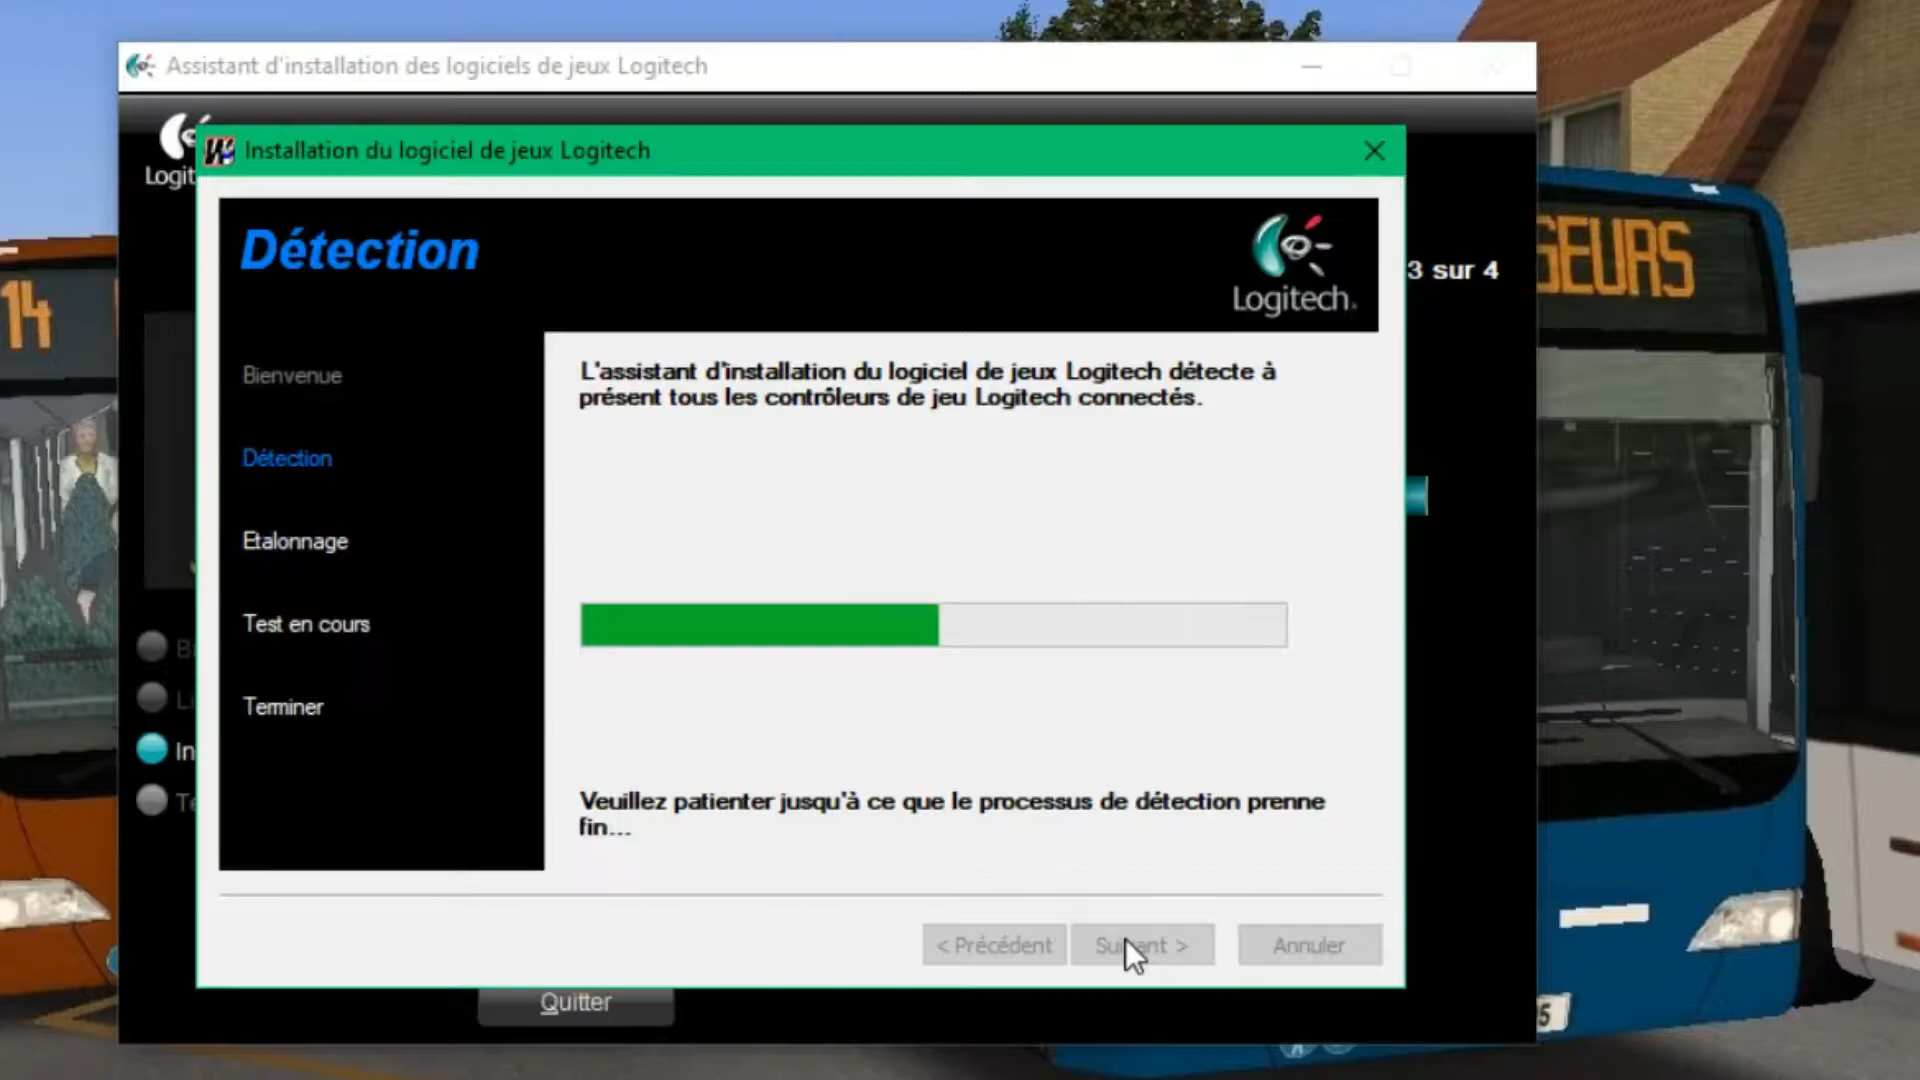 Assistant d'installation des logiciels de jeux Logitech
Installation du logiciel de jeux Logitech
Détection
Logitech
3 sur 4
14
Bienvenue
L'assistant d'installation du logiciel de jeux Logitech détecte à
présent tous les contrôleurs de jeu Logitech connectés.
Détection
Etalonnage
Test en cours
Terminer
Veuillez patienter jusqu'à ce que le processus de détection prenne
fin...
< Précédent
Suivant >
Annuler
Quitter